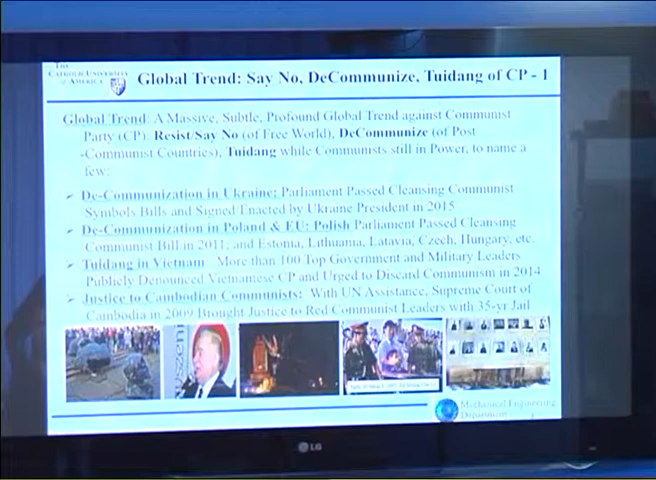 THE
CATHOLIC UNIVERSITY
of AMERICA
Global Trend: Say No, DeCommunize, Tuidang of CP - 1
Global Trend: A Massive, Subtle, Profound Global Trend against Communist
Party (CP): Resist/Say No (of Free World), DeCommunize (of Post
-Communist Countries), Tuidang while Communists still in Power, to name a
few:
➢ De-Communization in Ukraine: Parliament Passed Cleansing Communist
Symbols Bills and Signed Enacted by Ukraine President in 2015
➢ De-Communization in Poland & EU: Polish Parliament Passed Cleansing
Communist Bill in 2011; and Estonia, Lithuania, Latavia, Czech, Hungary, etc.
➢ Tuidang in Vietnam - More than 100 Top Government and Military Leaders
Publicly Denounced Vietnamese CP and Urged to Discard Communism in 2014
➢ Justice to Cambodian Communists: With UN Assistance, Supreme Court of
Cambodia in 2009 Brought Justice to Red Communist Leaders with 35-yr Jail
Mechanical Engineering
Department
LG